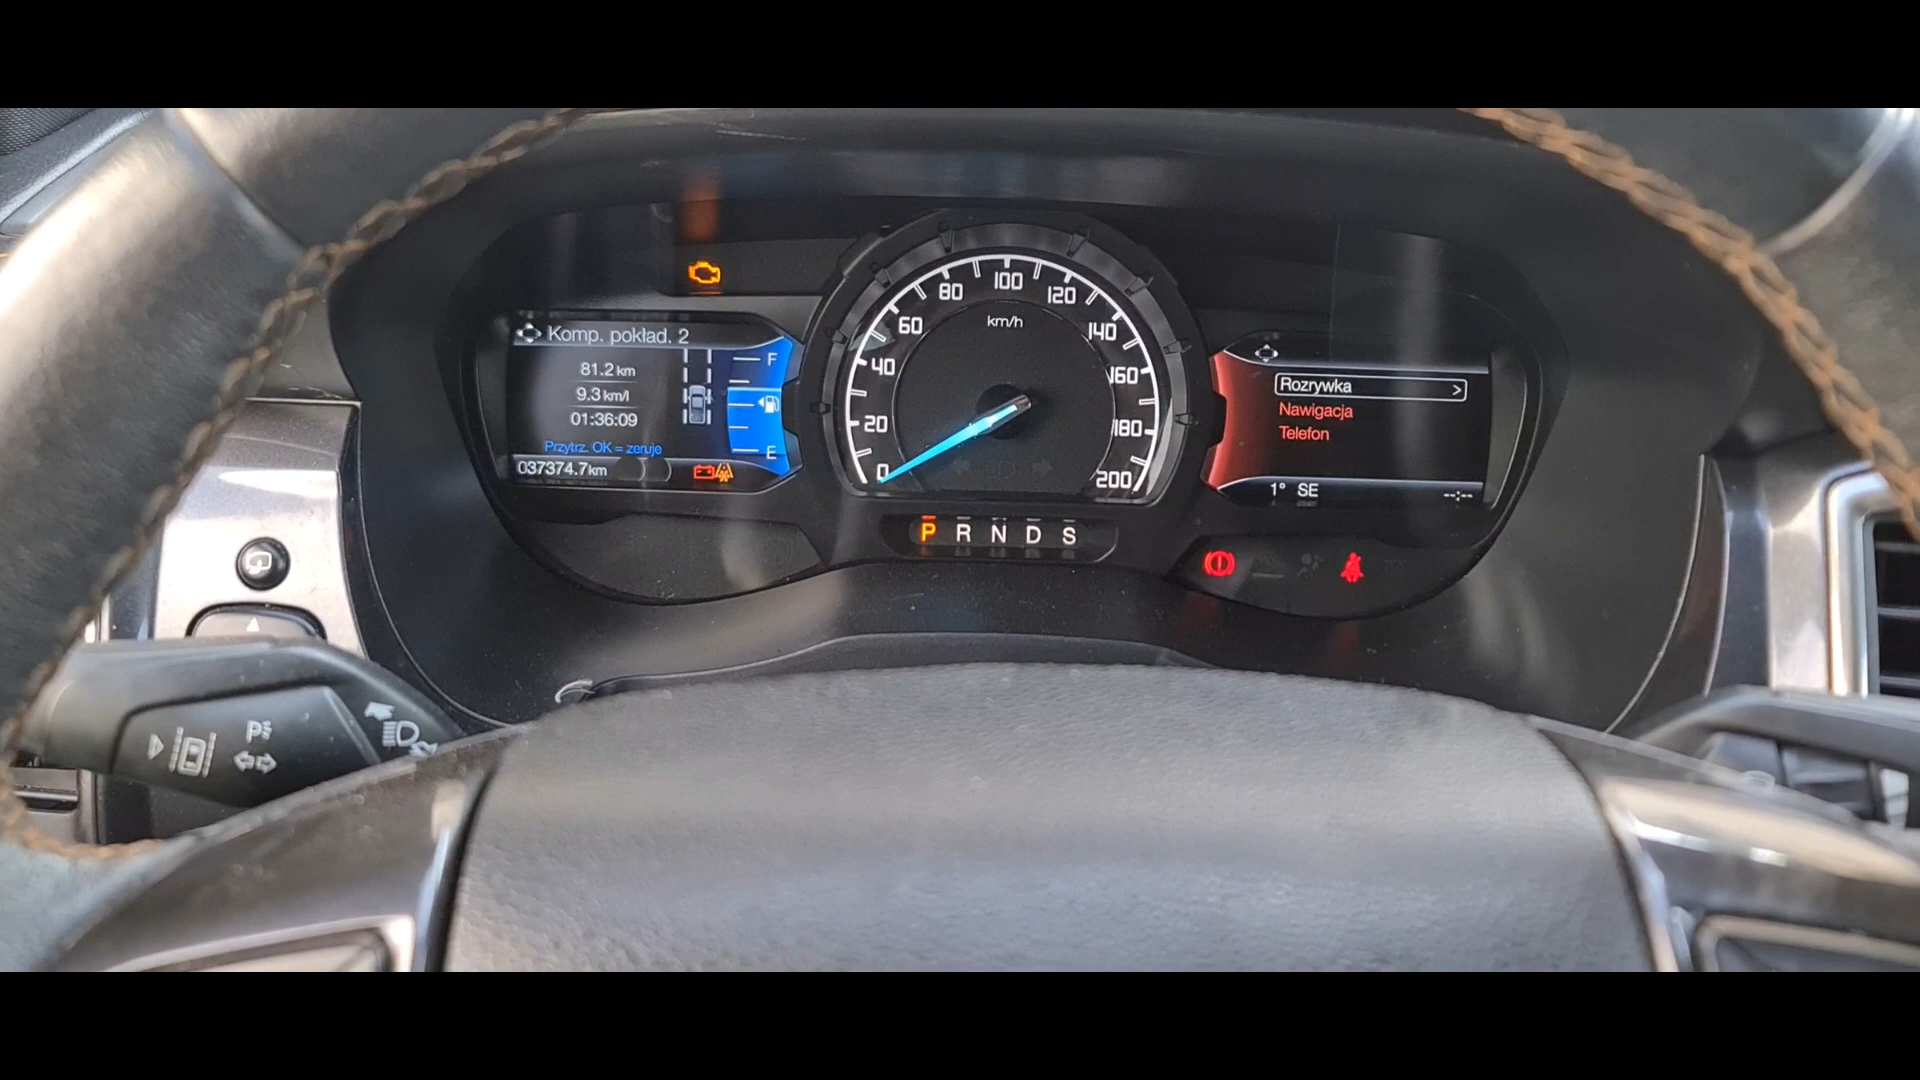 Komp. pokład. 2
81.2 km
9.3 km/l
01:36:09
Przytrz. OK = zeruje
037374.7km
F
E
0
20
40
60
80
100
120
140
160
180
200
km/h
P R N D S
Rozrywka >
Nawigacja
Telefon
1° SE --:--
P